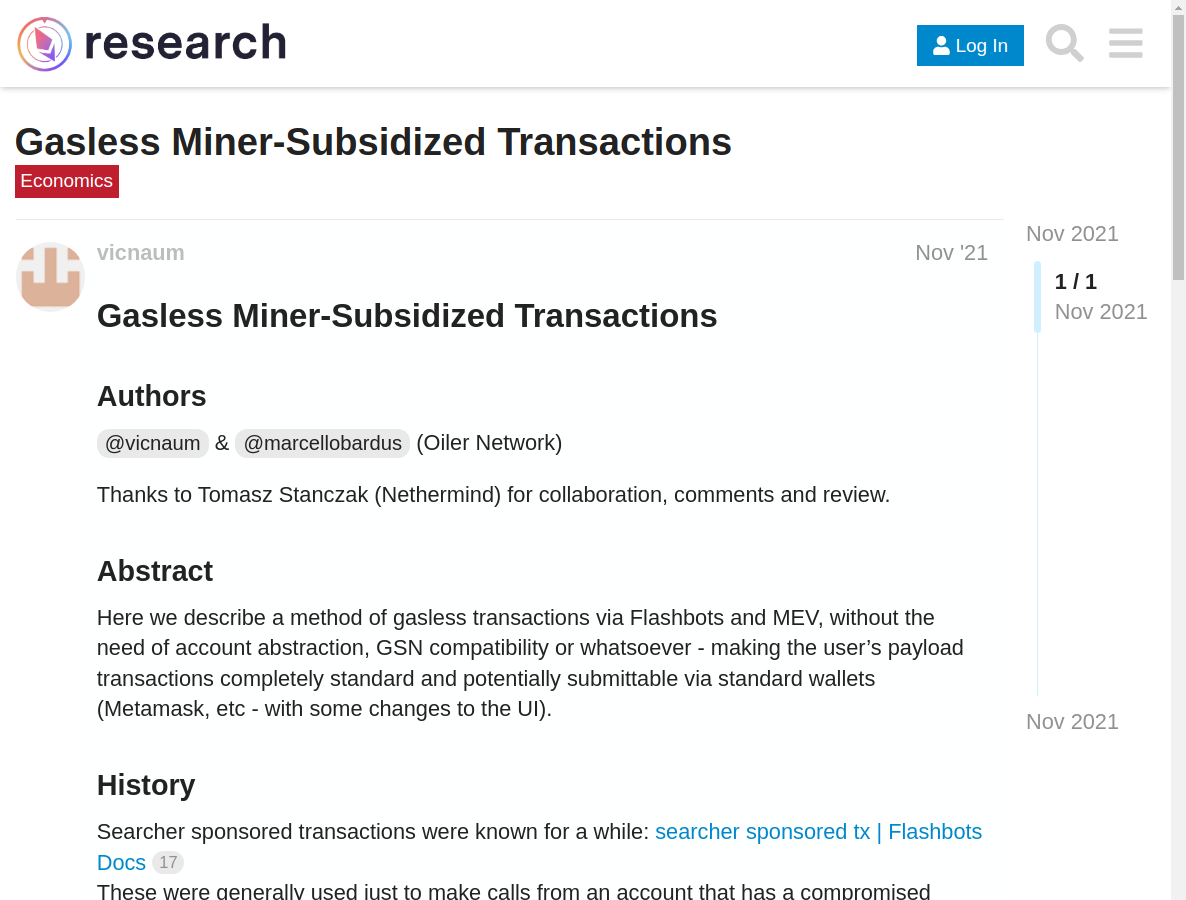 research
Log In
Gasless Miner-Subsidized Transactions
Economics
vicnaum
Nov '21
Nov 2021
1 / 1
Nov 2021
Gasless Miner-Subsidized Transactions
Authors
@vicnaum & @marcellobardus (Oiler Network)
Thanks to Tomasz Stanczak (Nethermind) for collaboration, comments and review.
Abstract
Here we describe a method of gasless transactions via Flashbots and MEV, without the
need of account abstraction, GSN compatibility or whatsoever - making the user’s payload
transactions completely standard and potentially submittable via standard wallets
(Metamask, etc - with some changes to the UI).
Nov 2021
History
Searcher sponsored transactions were known for a while: searcher sponsored tx | Flashbots
Docs 17
These were generally used just to make calls from an account that has a compromised